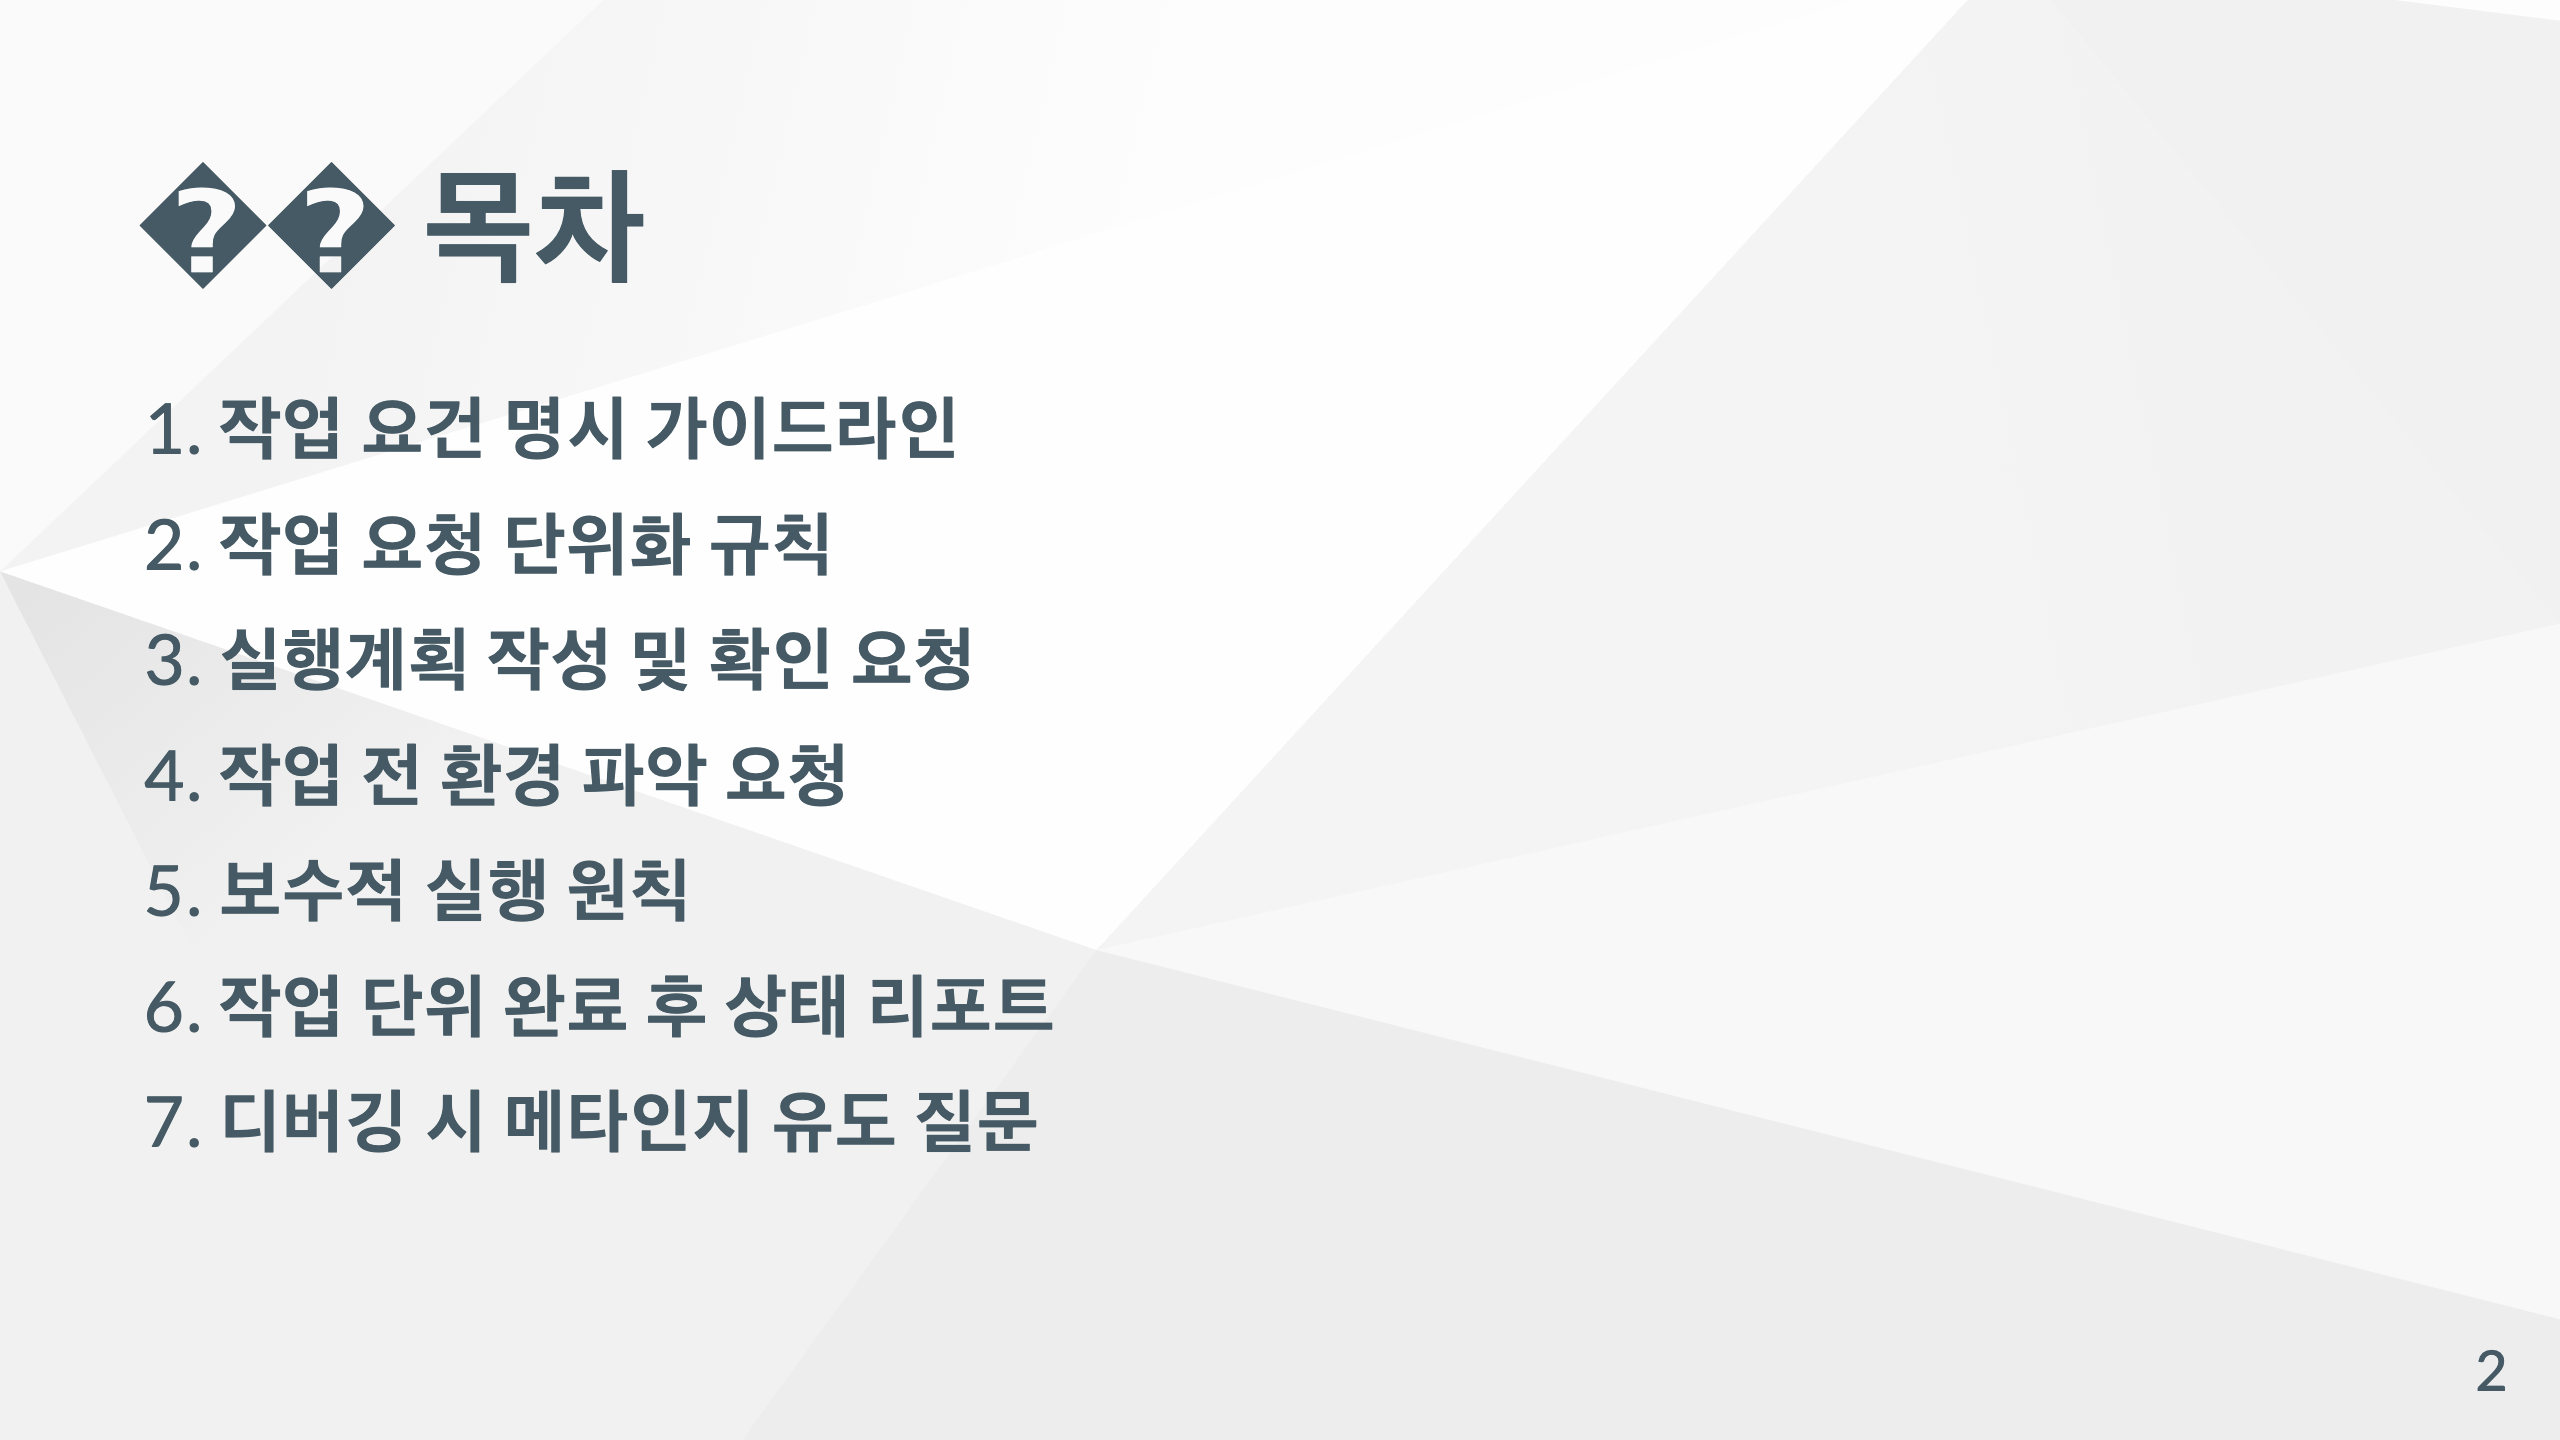 �� 목차
1. 작업 요건 명시 가이드라인
2. 작업 요청 단위화 규칙
3. 실행계획 작성 및 확인 요청
4. 작업 전 환경 파악 요청
5. 보수적 실행 원칙
6. 작업 단위 완료 후 상태 리포트
7. 디버깅 시 메타인지 유도 질문
2